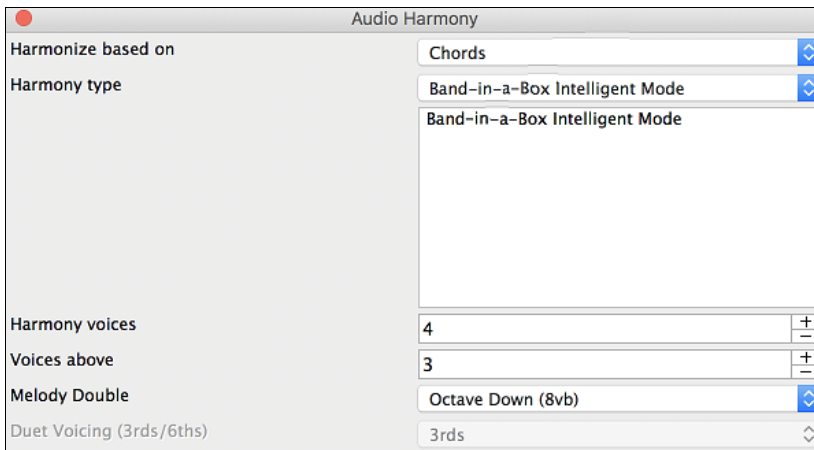 Audio Harmony
Harmonize based on Chords
Harmony type Band-in-a-Box Intelligent Mode
Band-in-a-Box Intelligent Mode
Harmony voices 4 + −
Voices above 3 + −
Melody Double Octave Down (8vb)
Duet Voicing (3rds/6ths) 3rds